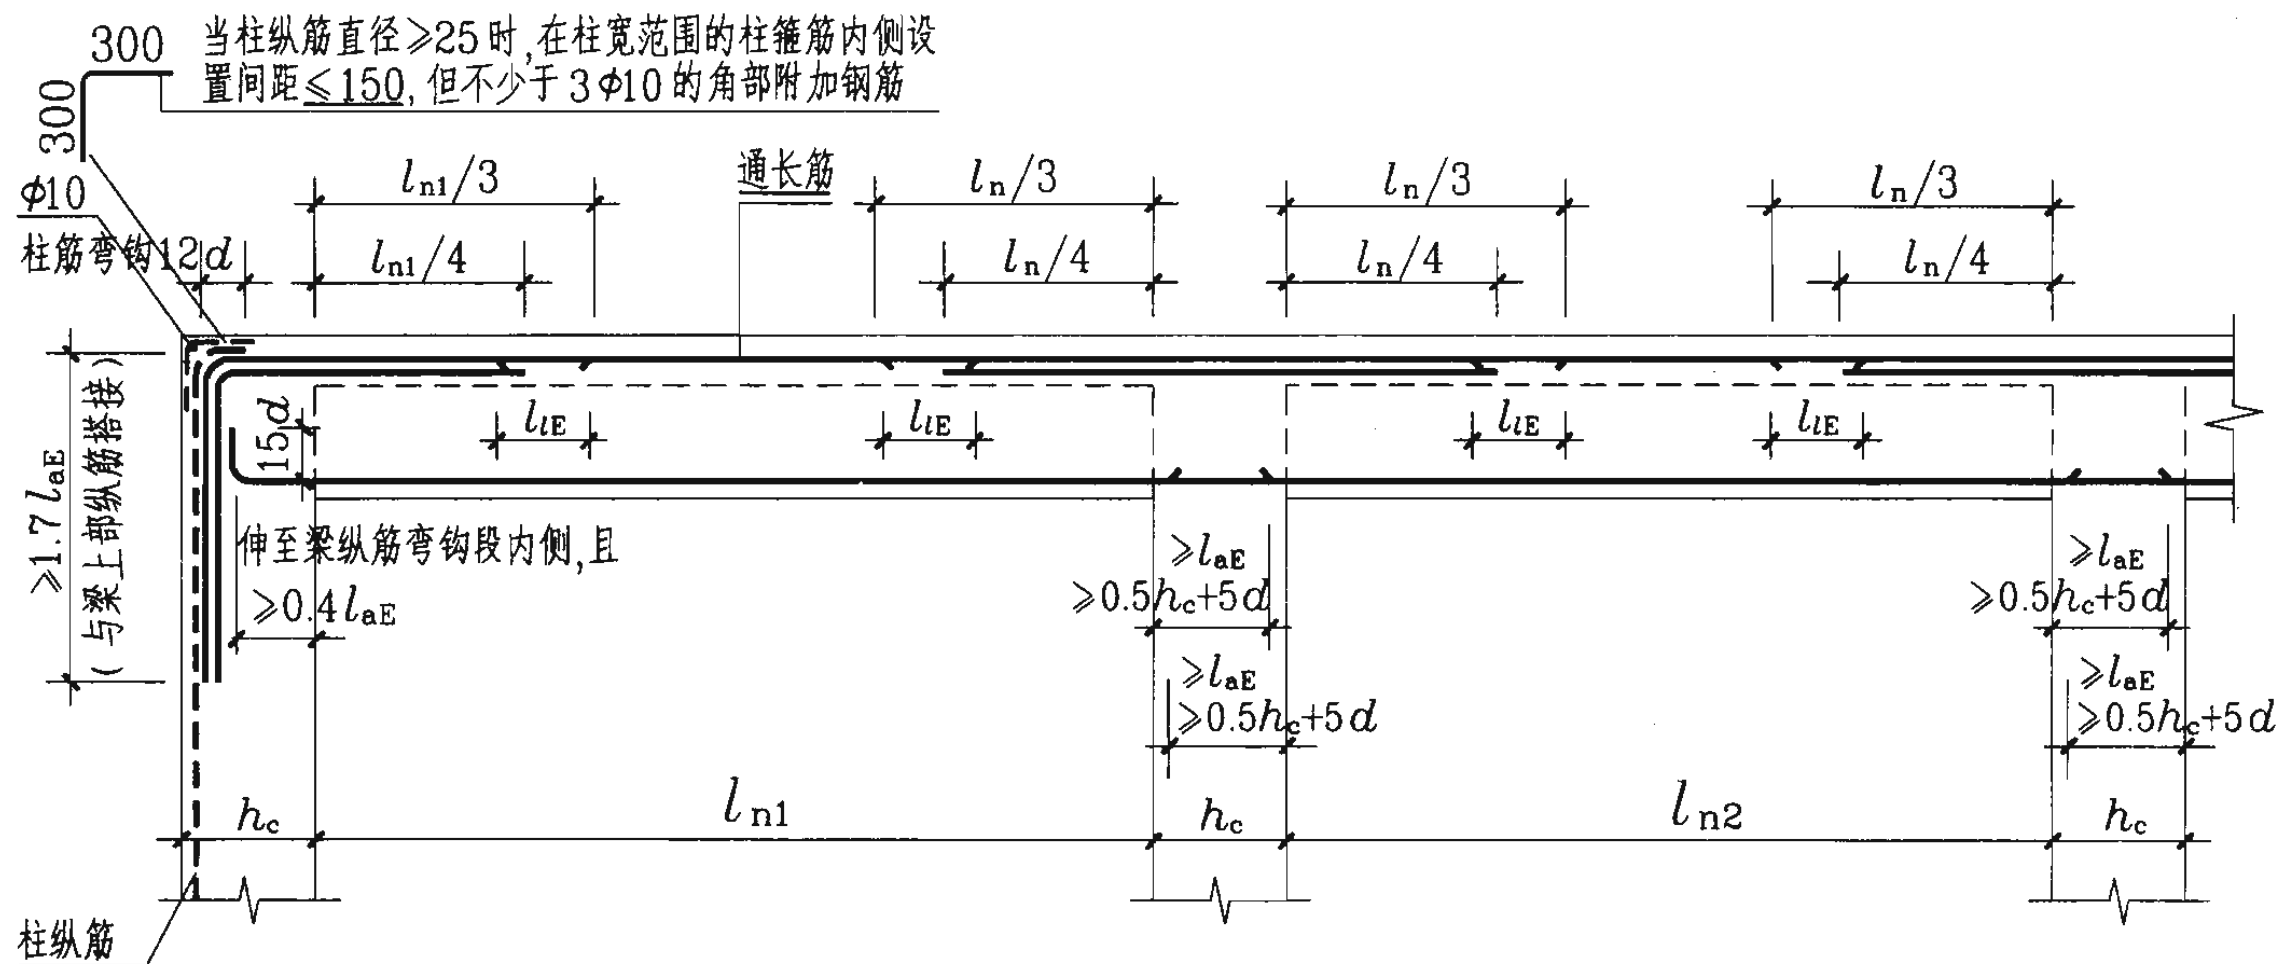 300
当柱纵筋直径≥25时,在柱宽范围的柱箍筋内侧设
置间距≤150,但不少于3ϕ10的角部附加钢筋
300
ϕ10
柱筋弯钩12d
通长筋
ln1/3
ln/3
ln/3
ln/3
ln1/4
ln/4
ln/4
ln/4
≥1.7laE
(与梁上部纵筋搭接)
15d
llE
llE
llE
llE
伸至梁纵筋弯钩段内侧,且
≥0.4laE
≥laE
≥0.5hc+5d
≥laE
≥0.5hc+5d
≥laE
≥0.5hc+5d
≥laE
≥0.5hc+5d
hc
ln1
hc
ln2
hc
柱纵筋